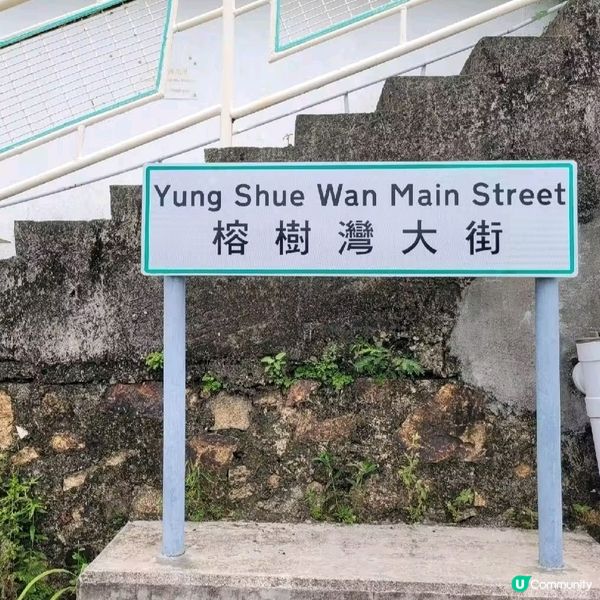 Yung Shue Wan Main Street
榕樹灣大街
U Community